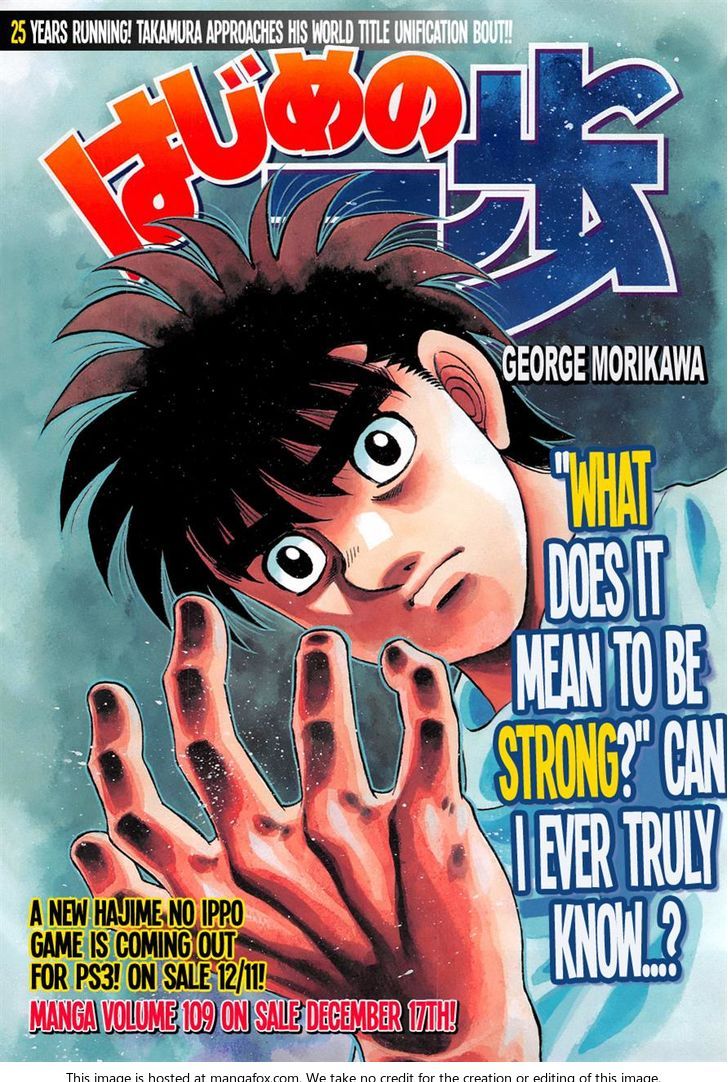 25 YEARS RUNNING! TAKAMURA APPROACHES HIS WORLD TITLE UNIFICATION BOUT!!
はじめの
一歩
GEORGE MORIKAWA
"WHAT
DOES IT
MEAN TO BE
STRONG?" CAN
I EVER TRULY
KNOW...?
A NEW HAJIME NO IPPO
GAME IS COMING OUT
FOR PS3! ON SALE 12/11!
MANGA VOLUME 109 ON SALE DECEMBER 17TH!
This image is hosted at mangafox.com. We take no credit for the creation or editing of this image.